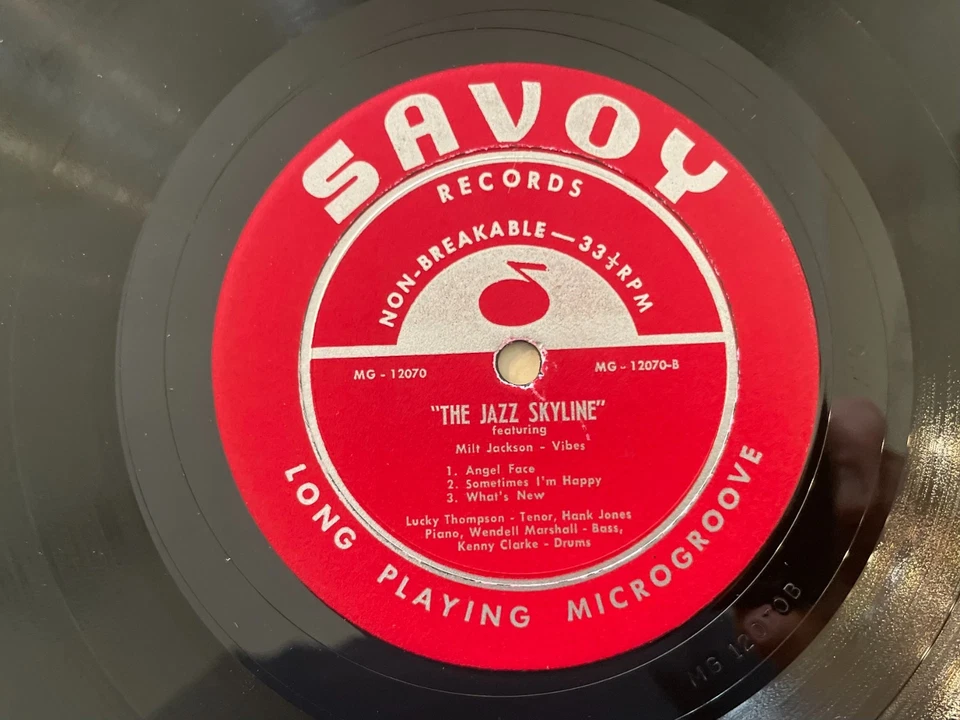 SAVOY
RECORDS
NON-BREAKABLE — 33⅓ RPM
MG - 12070 MG - 12070-B
"THE JAZZ SKYLINE"
featuring
Milt Jackson - Vibes
1. Angel Face
2. Sometimes I'm Happy
3. What's New
Lucky Thompson - Tenor, Hank Jones
Piano, Wendell Marshall - Bass,
Kenny Clarke - Drums
LONG PLAYING MICROGROOVE